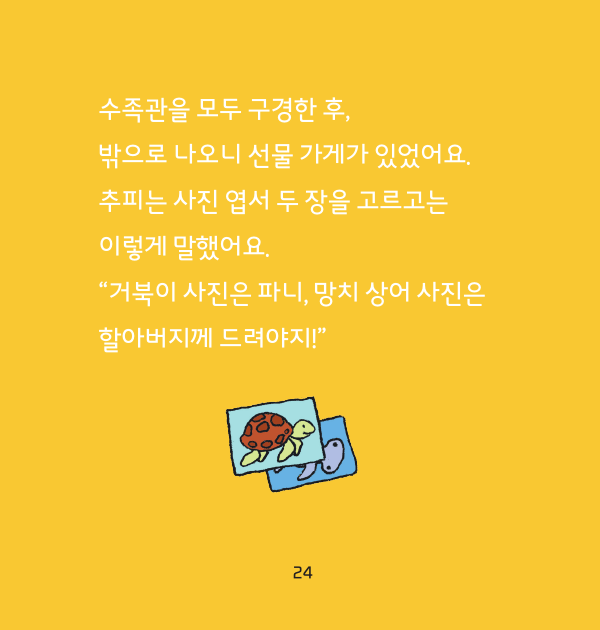 수족관을 모두 구경한 후,
밖으로 나오니 선물 가게가 있었어요.
추피는 사진 엽서 두 장을 고르고는
이렇게 말했어요.
“거북이 사진은 파니, 망치 상어 사진은
할아버지께 드려야지!”
24